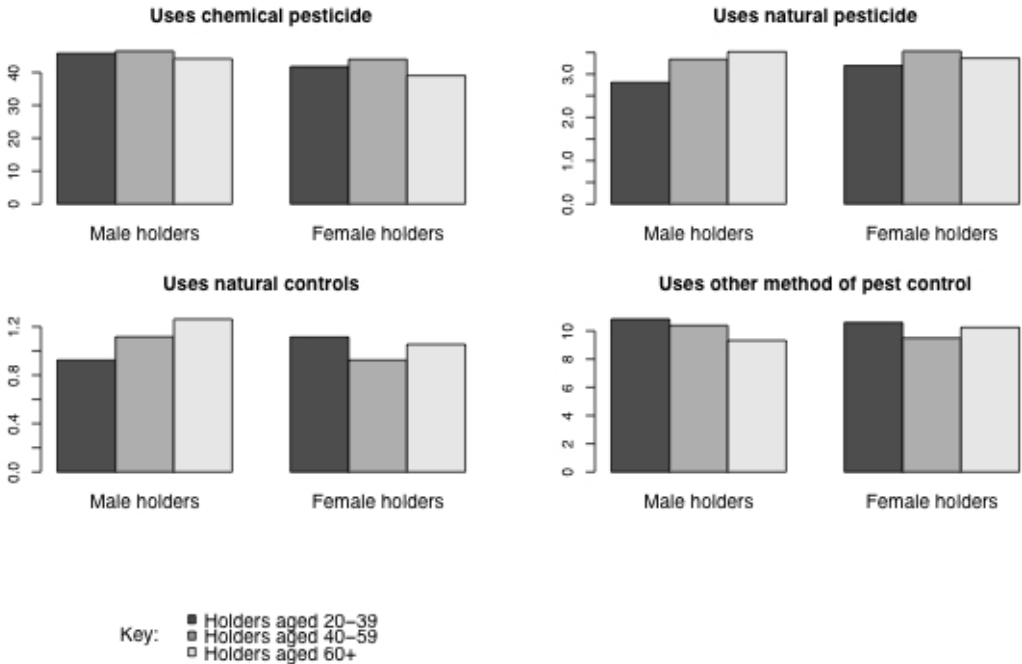 Uses chemical pesticide
40
30
20
10
0
Male holders
Female holders
Uses natural pesticide
3.0
2.0
1.0
0.0
Male holders
Female holders
Uses natural controls
1.2
0.8
0.4
0.0
Male holders
Female holders
Uses other method of pest control
10
8
6
4
2
0
Male holders
Female holders
Key:
Holders aged 20−39
Holders aged 40−59
Holders aged 60+